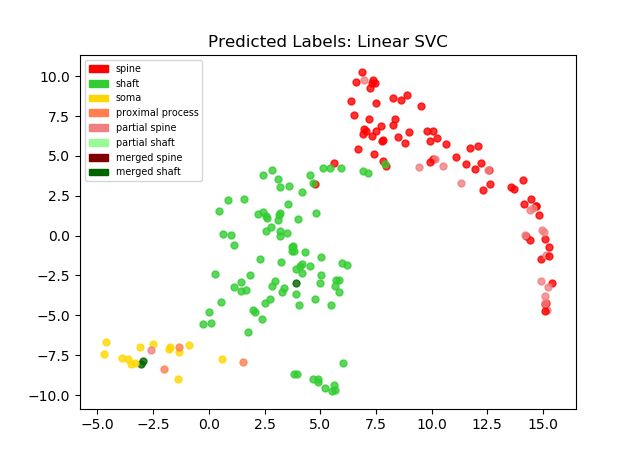 Predicted Labels: Linear SVC
spine
shaft
soma
proximal process
partial spine
partial shaft
merged spine
merged shaft
10.0
7.5
5.0
2.5
0.0
−2.5
−5.0
−7.5
−10.0
−5.0 −2.5 0.0 2.5 5.0 7.5 10.0 12.5 15.0